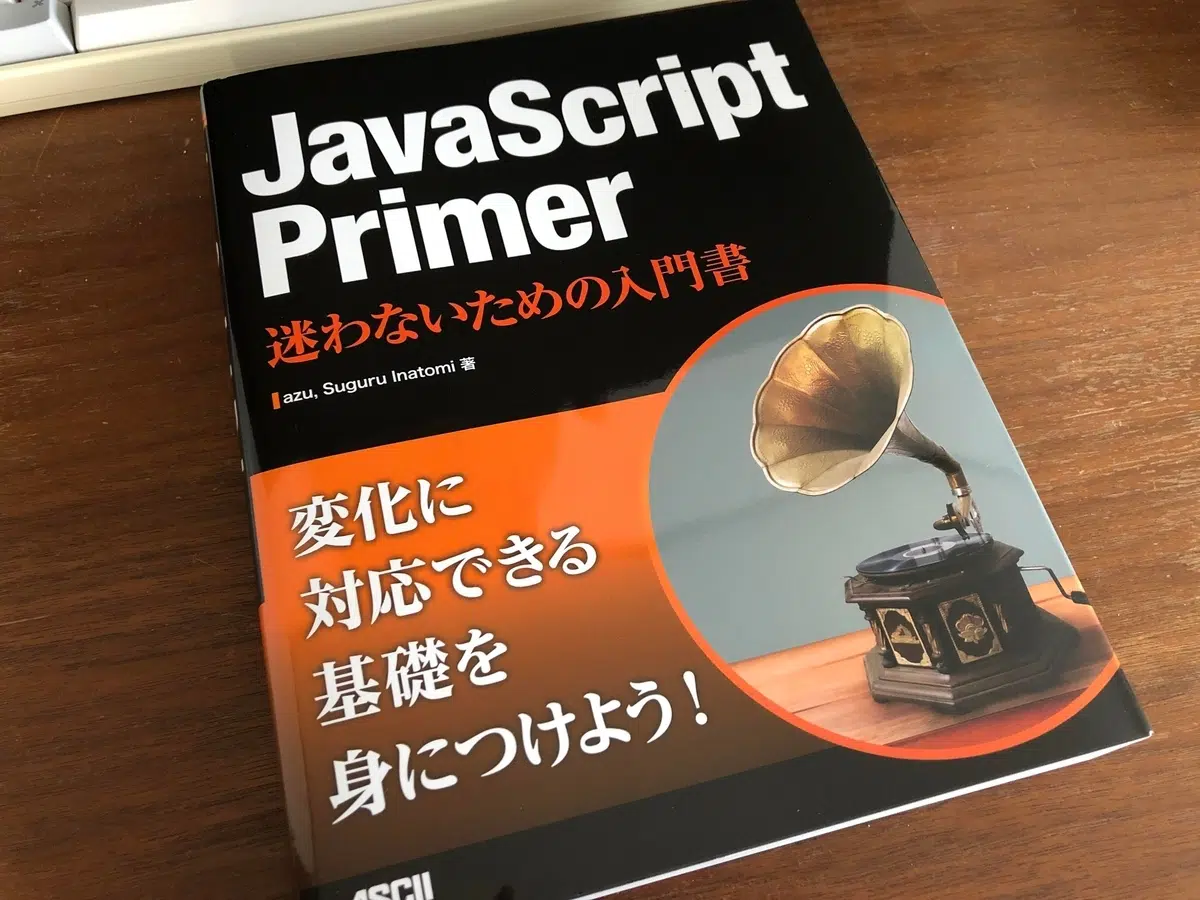 JavaScript
Primer
迷わないための入門書
azu, Suguru Inatomi 著
変化に
対応できる
基礎を
身につけよう！
ASCII